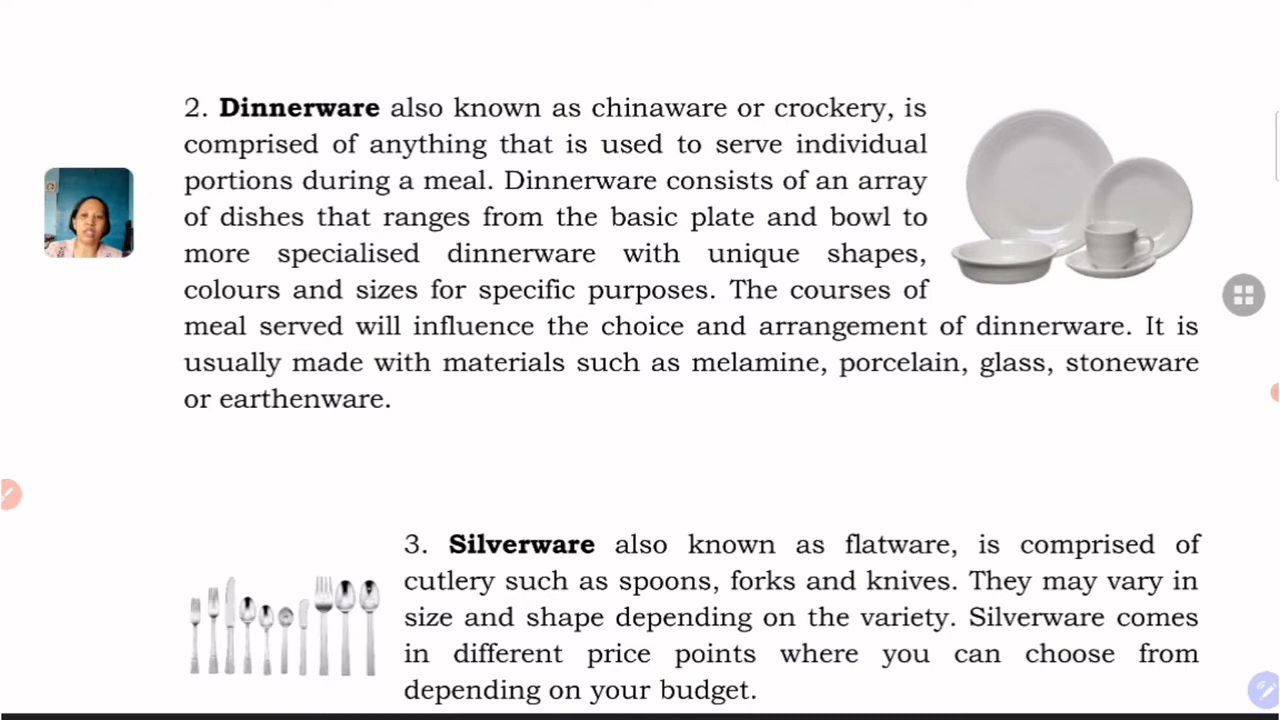 2. Dinnerware also known as chinaware or crockery, is
comprised of anything that is used to serve individual
portions during a meal. Dinnerware consists of an array
of dishes that ranges from the basic plate and bowl to
more specialised dinnerware with unique shapes,
colours and sizes for specific purposes. The courses of
meal served will influence the choice and arrangement of dinnerware. It is
usually made with materials such as melamine, porcelain, glass, stoneware
or earthenware.
3. Silverware also known as flatware, is comprised of
cutlery such as spoons, forks and knives. They may vary in
size and shape depending on the variety. Silverware comes
in different price points where you can choose from
depending on your budget.